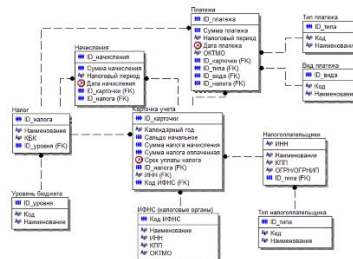 Платежи
ID_платежа
Сумма платежа
Налоговый период
Дата платежа
ОКТМО
ID_карточки (FK)
ID_типа (FK)
ID_вида (FK)
ID_налога (FK)
Тип платежа
ID_типа
Код
Наименование
Вид платежа
ID_вида
Код
Наименование
Начисления
ID_начисления
Сумма начисления
Налоговый период
Дата начисления
ID_карточки (FK)
ID_налога (FK)
Налог
ID_налога
Наименование
КБК
ID_уровня (FK)
Карточка учета
ID_карточки
Календарный год
Сальдо начальное
Сумма налога начисления
Сумма налога оплаченная
Срок уплаты налога
ID_налога (FK)
ИНН (FK)
Код ИФНС (FK)
Налогоплательщики
ИНН
Наименование
КПП
ОГРН/ОГРНИП
ID_типа (FK)
Уровень бюджета
ID_уровня
Код
Наименование
ИФНС (налоговые органы)
Код ИФНС
Наименование
ИНН
КПП
ОКТМО
Тип налогоплательщика
ID_типа
Код
Наименование